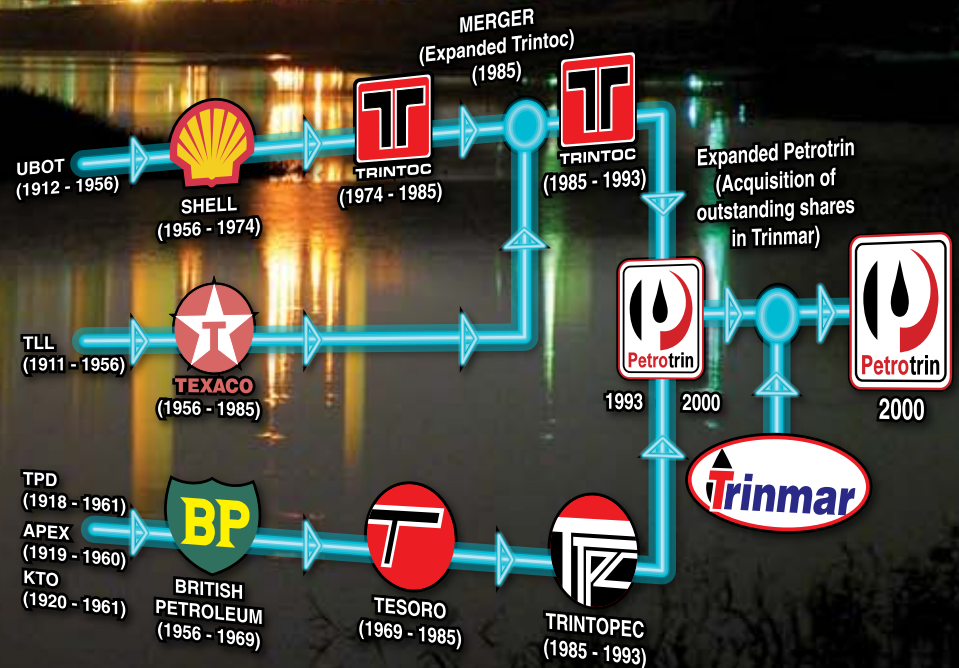 MERGER
(Expanded Trintoc)
(1985)
UBOT
(1912 - 1956)
SHELL
(1956 - 1974)
TRINTOC
(1974 - 1985)
TRINTOC
(1985 - 1993)
Expanded Petrotrin
(Acquisition of
outstanding shares
in Trinmar)
TLL
(1911 - 1956)
T
TEXACO
(1956 - 1985)
Petrotrin
1993 2000
Petrotrin
2000
Trinmar
TPD
(1918 - 1961)
APEX
(1919 - 1960)
KTO
(1920 - 1961)
BP
BRITISH
PETROLEUM
(1956 - 1969)
T
TESORO
(1969 - 1985)
TPC
TRINTOPEC
(1985 - 1993)